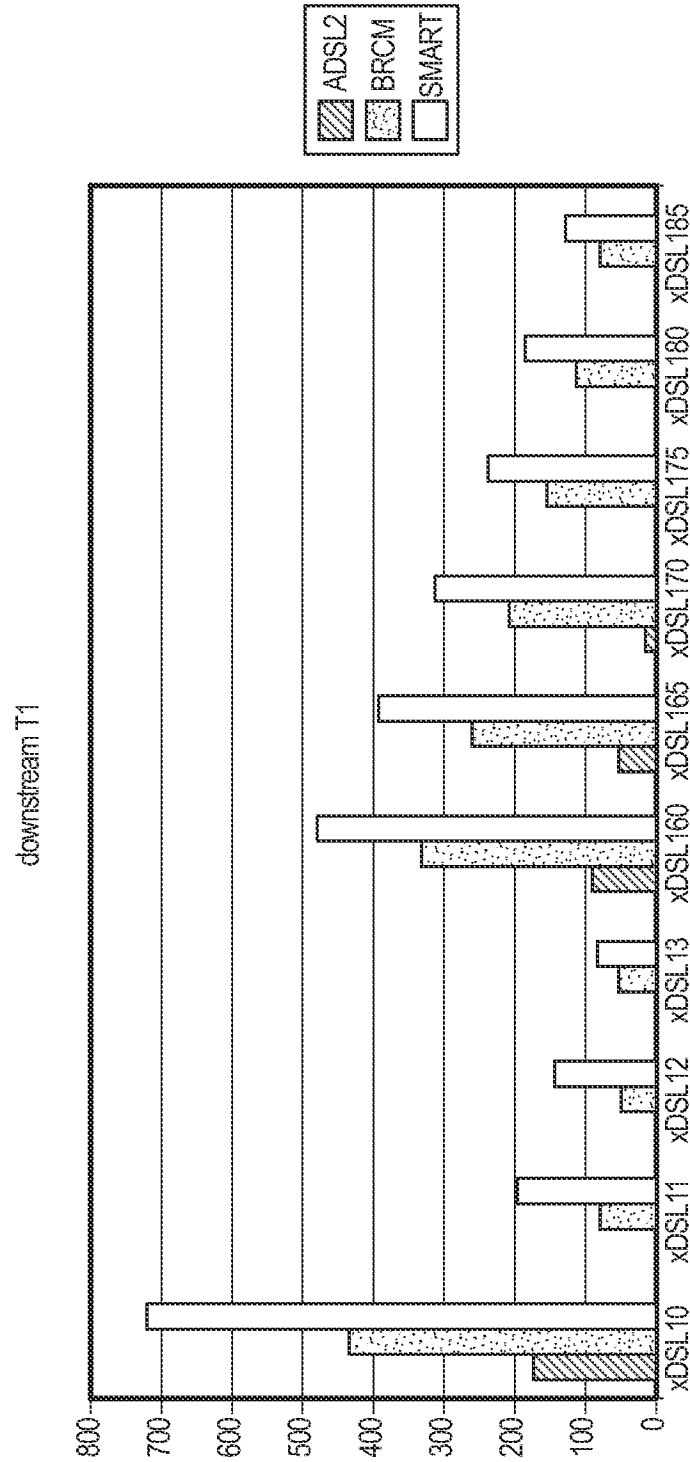 downstream T1
800
700
600
500
400
300
200
100
0
xDSL10
xDSL11
xDSL12
xDSL13
xDSL160
xDSL165
xDSL170
xDSL175
xDSL180
xDSL185
ADSL2
BRCM
SMART